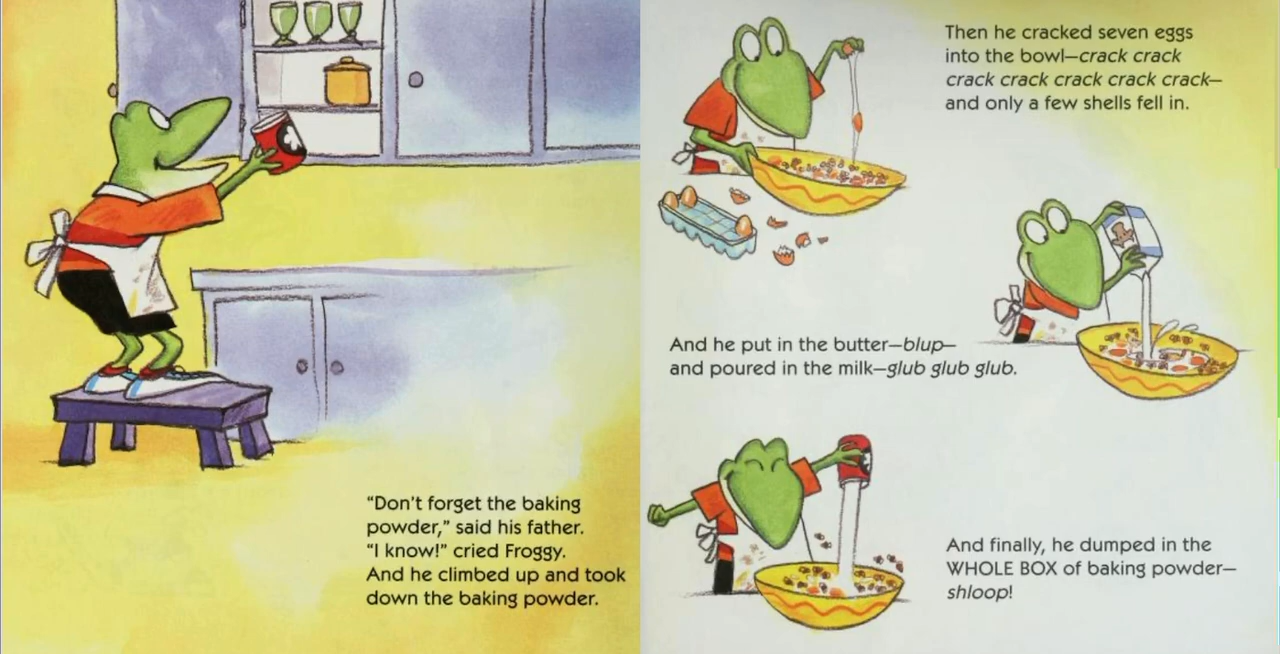 “Don’t forget the baking
powder,” said his father.
“I know!” cried Froggy.
And he climbed up and took
down the baking powder.
Then he cracked seven eggs
into the bowl—crack crack
crack crack crack crack crack—
and only a few shells fell in.
And he put in the butter—blup—
and poured in the milk—glub glub glub.
And finally, he dumped in the
WHOLE BOX of baking powder—
shloop!